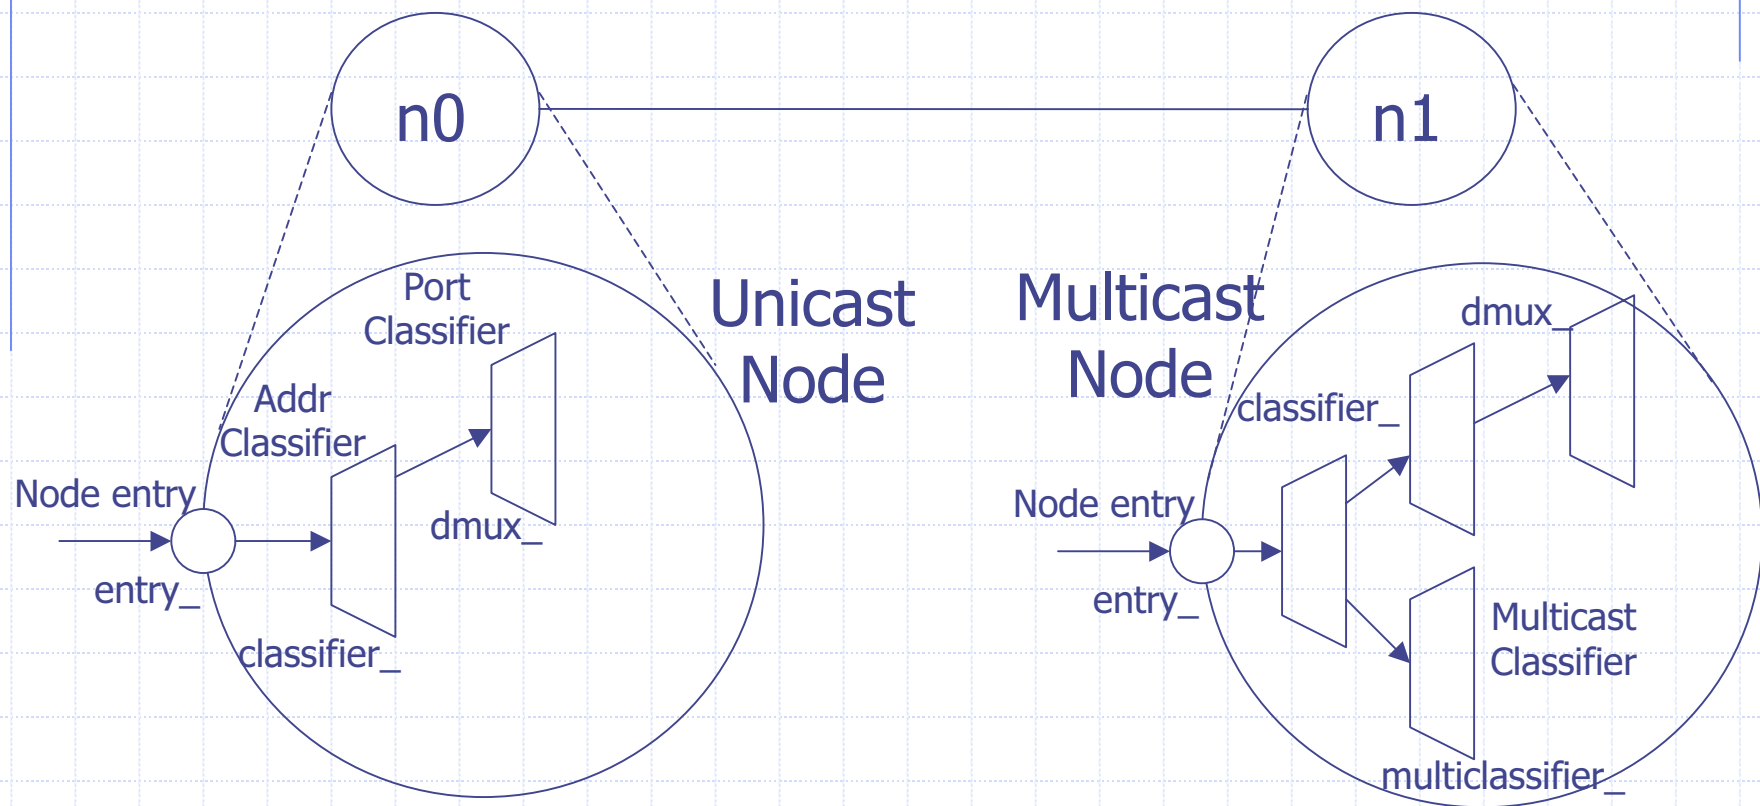 n0
n1
Port
Classifier
Addr
Classifier
Node entry
entry_
classifier_
dmux_
Unicast
Node
Multicast
Node
dmux_
classifier_
Node entry
entry_
Multicast
Classifier
multiclassifier_